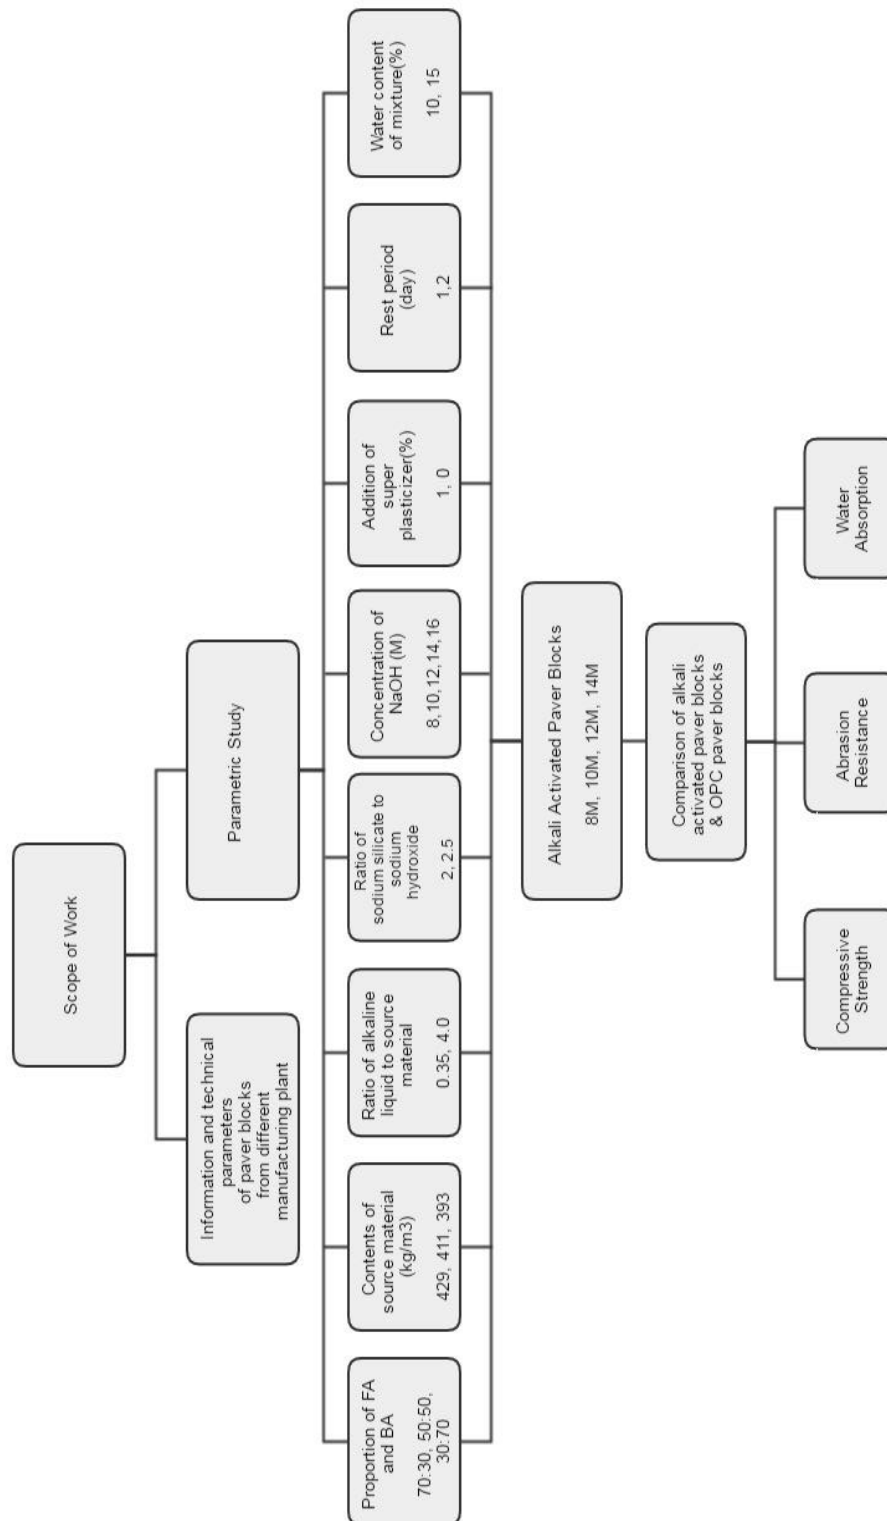 Scope of Work
Information and technical
parameters
of paver blocks
from different
manufacturing plant
Parametric Study
Proportion of FA
and BA
70:30, 50:50,
30:70
Contents of
source material
(kg/m3)
429, 411, 393
Ratio of alkaline
liquid to source
material
0.35, 4.0
Ratio of
sodium silicate to
sodium
hydroxide
2, 2.5
Concentration of
NaOH (M)
8,10,12,14,16
Addition of
super
plasticizer(%)
1, 0
Rest period
(day)
1,2
Water content
of mixture(%)
10, 15
Alkali Activated Paver Blocks
8M, 10M, 12M, 14M
Comparison of alkali
activated paver blocks
& OPC paver blocks
Compressive
Strength
Abrasion
Resistance
Water
Absorption